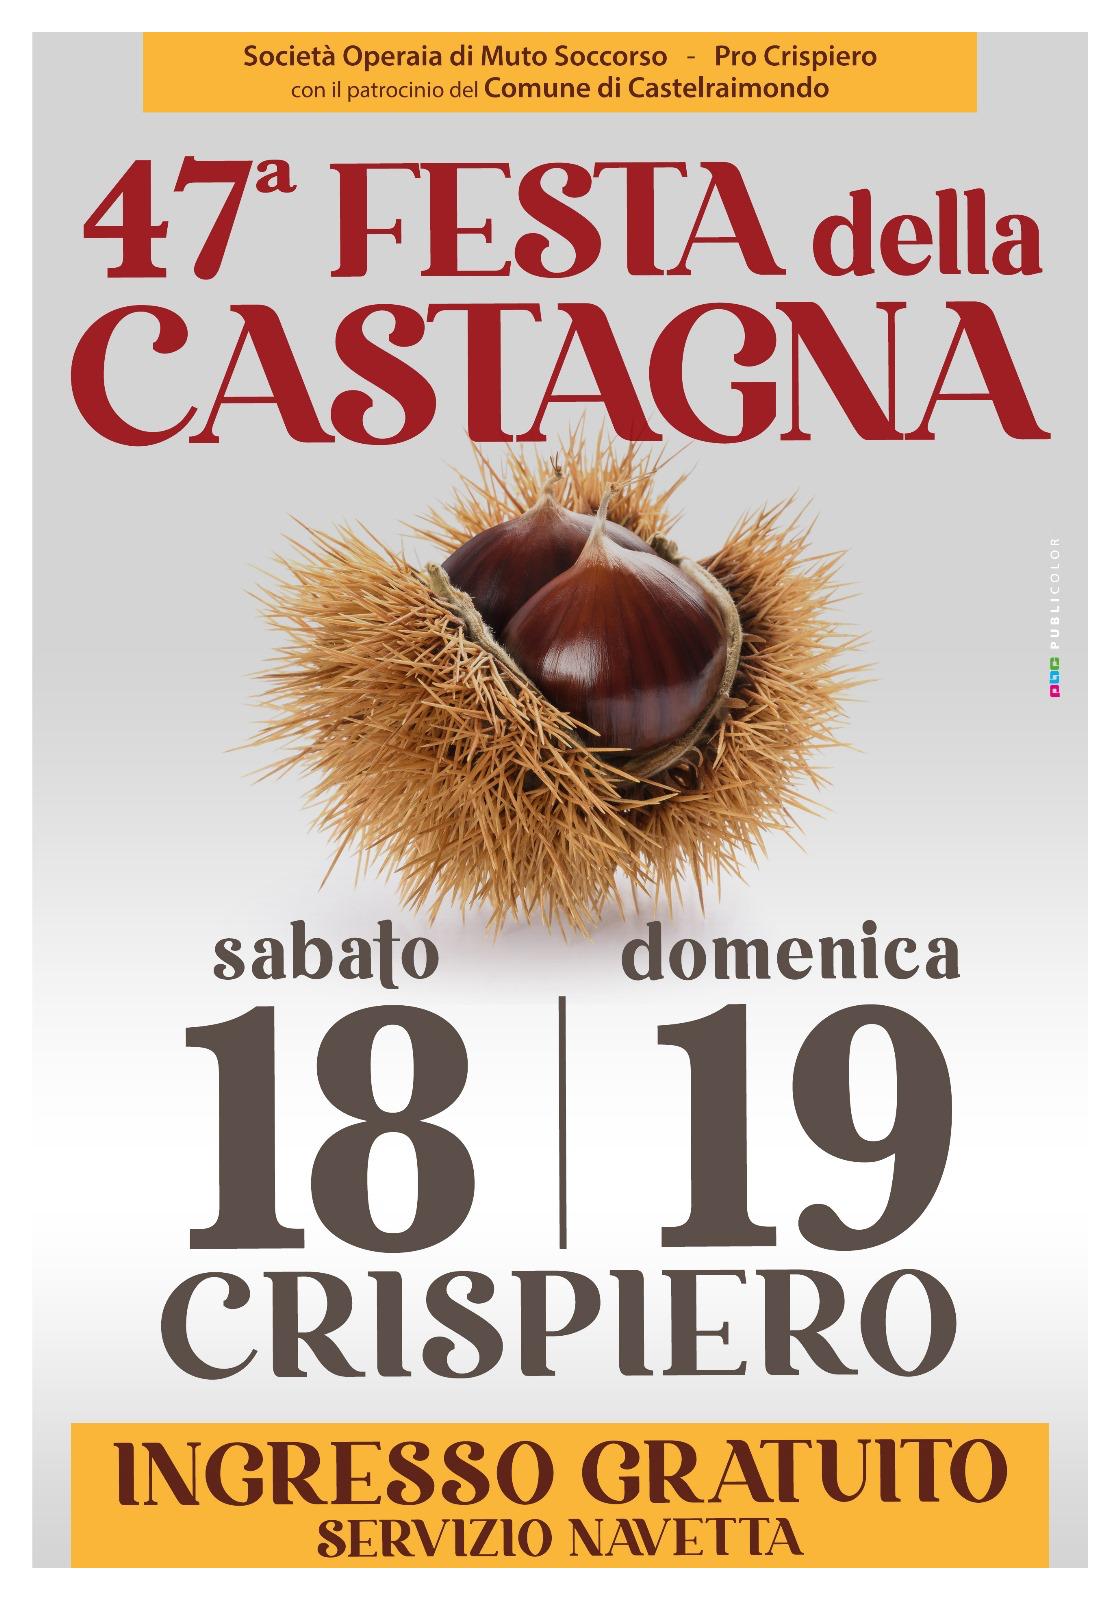 Società Operaia di Muto Soccorso - Pro Crispiero
con il patrocinio del Comune di Castelraimondo
47ª FESTA della
CASTAGNA
pbc PUBLICOLOR
sabato domenica
18 | 19
CRISPIERO
INGRESSO GRATUITO
SERVIZIO NAVETTA